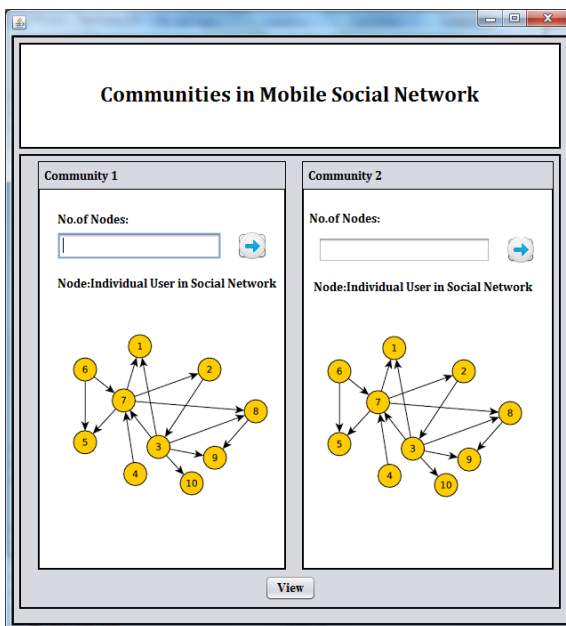 Communities in Mobile Social Network
Community 1
No.of Nodes:
Node:Individual User in Social Network
1
6
2
7
8
5
3
9
4
10
Community 2
No.of Nodes:
Node:Individual User in Social Network
1
6
2
7
8
5
3
9
4
10
View